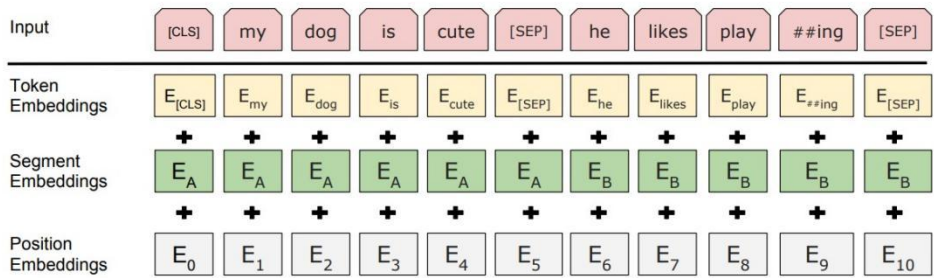 Input [CLS] my dog is cute [SEP] he likes play ##ing [SEP]
Token Embeddings E[CLS] Emy Edog Eis Ecute E[SEP] Ehe Elikes Eplay E##ing E[SEP]
+ + + + + + + + + + +
Segment Embeddings EA EA EA EA EA EA EB EB EB EB EB
+ + + + + + + + + + +
Position Embeddings E0 E1 E2 E3 E4 E5 E6 E7 E8 E9 E10